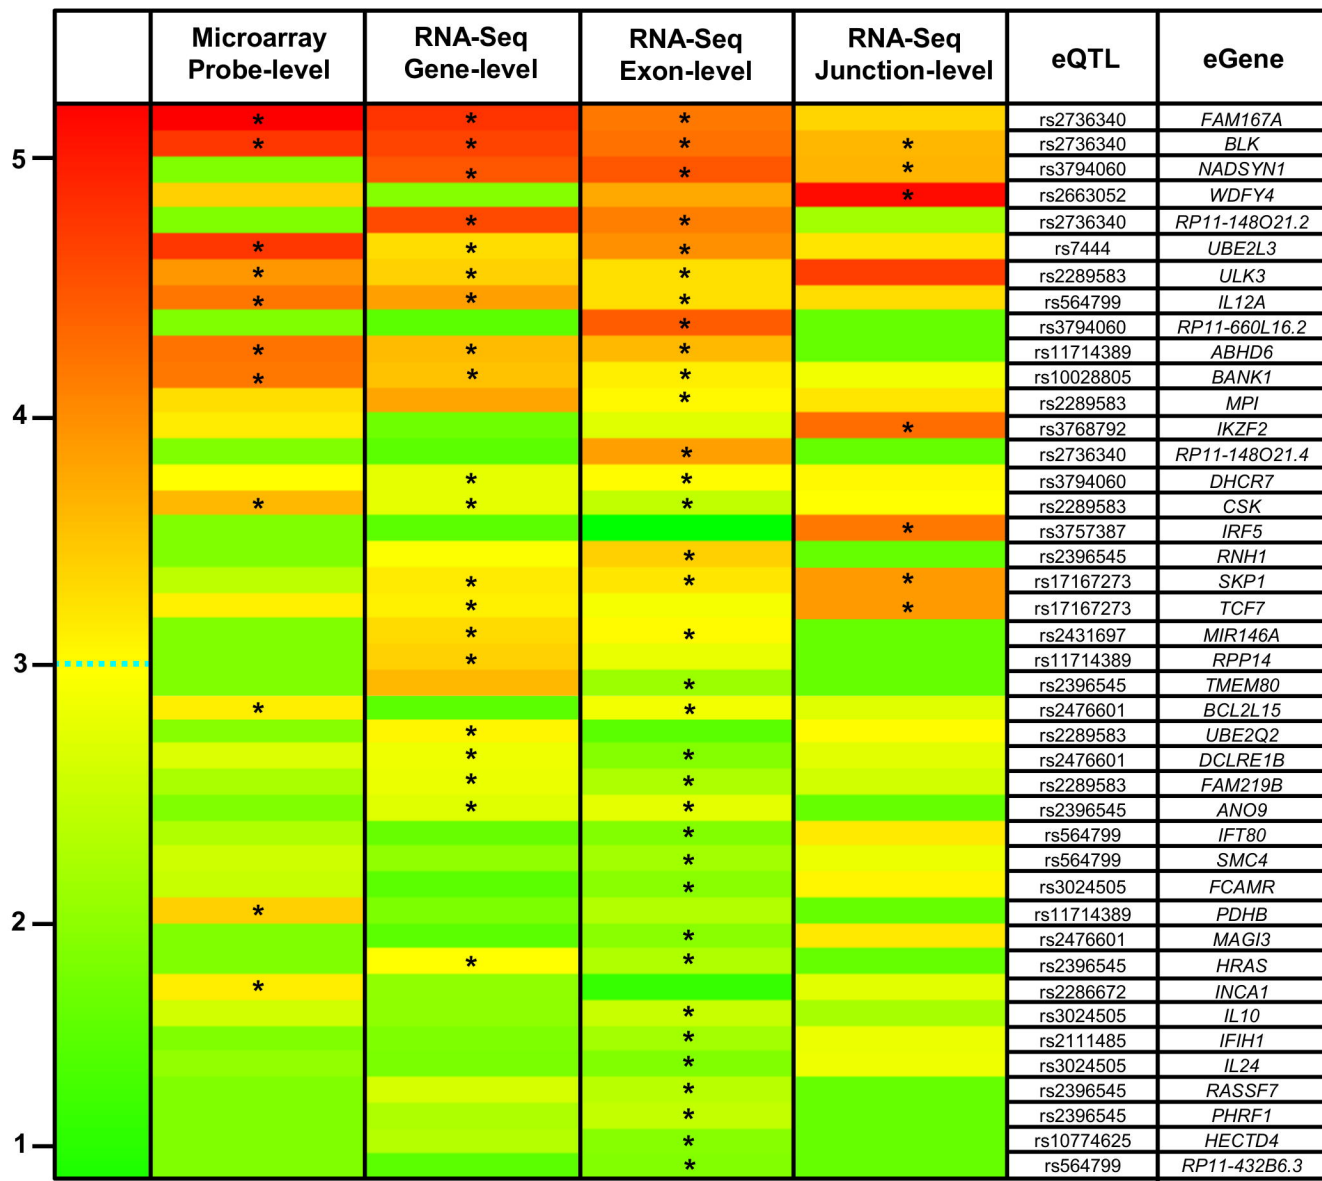 Microarray Probe-level RNA-Seq Gene-level RNA-Seq Exon-level RNA-Seq Junction-level eQTL eGene
* * * rs2736340 FAM167A
* * * * rs2736340 BLK
5
* * * rs3794060 NADSYN1
* rs2663052 WDFY4
* * rs2736340 RP11-148O21.2
* * * rs7444 UBE2L3
* * * rs2289583 ULK3
* * * rs564799 IL12A
* rs3794060 RP11-660L16.2
* * * rs11714389 ABHD6
* * * rs10028805 BANK1
* rs2289583 MPI
4
* rs3768792 IKZF2
* rs2736340 RP11-148O21.4
* * rs3794060 DHCR7
* * * rs2289583 CSK
* rs3757387 IRF5
* rs2396545 RNH1
* * * rs17167273 SKP1
* * rs17167273 TCF7
* * rs2431697 MIR146A
3
* rs11714389 RPP14
* rs2396545 TMEM80
* * rs2476601 BCL2L15
* rs2289583 UBE2Q2
* * rs2476601 DCLRE1B
* * rs2289583 FAM219B
* * rs2396545 ANO9
* rs564799 IFT80
* rs564799 SMC4
* rs3024505 FCAMR
2
* rs11714389 PDHB
* rs2476601 MAGI3
* * rs2396545 HRAS
* rs2286672 INCA1
* rs3024505 IL10
* rs2111485 IFIH1
* rs3024505 IL24
* rs2396545 RASSF7
* rs2396545 PHRF1
1
* rs10774625 HECTD4
* rs564799 RP11-432B6.3